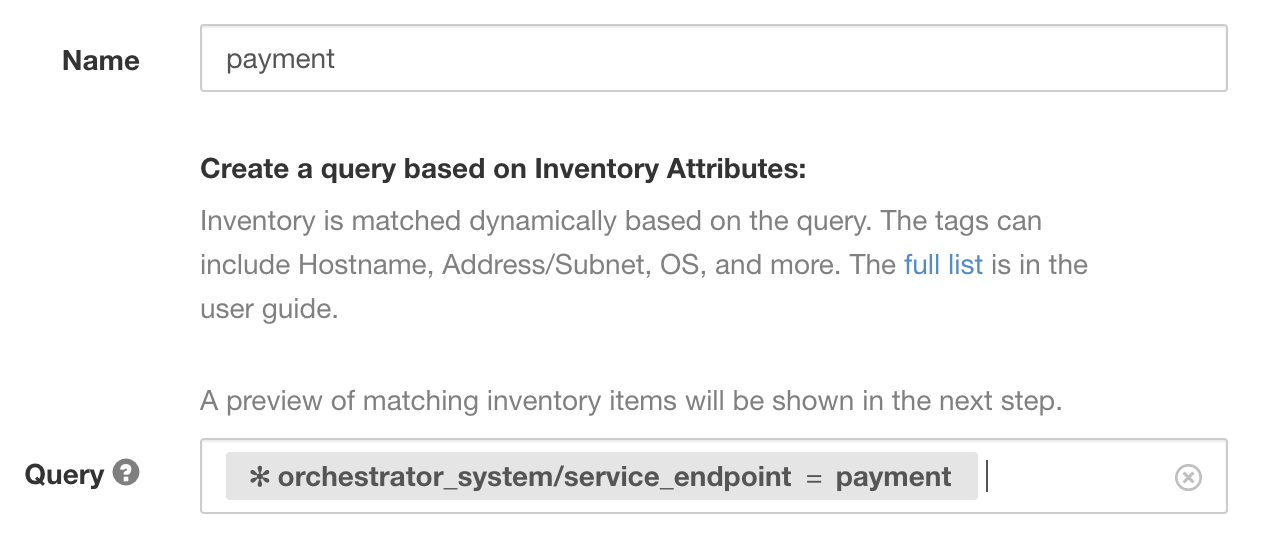 Name payment
Create a query based on Inventory Attributes:
Inventory is matched dynamically based on the query. The tags can
include Hostname, Address/Subnet, OS, and more. The full list is in the
user guide.
A preview of matching inventory items will be shown in the next step.
Query ? * orchestrator_system/service_endpoint = payment